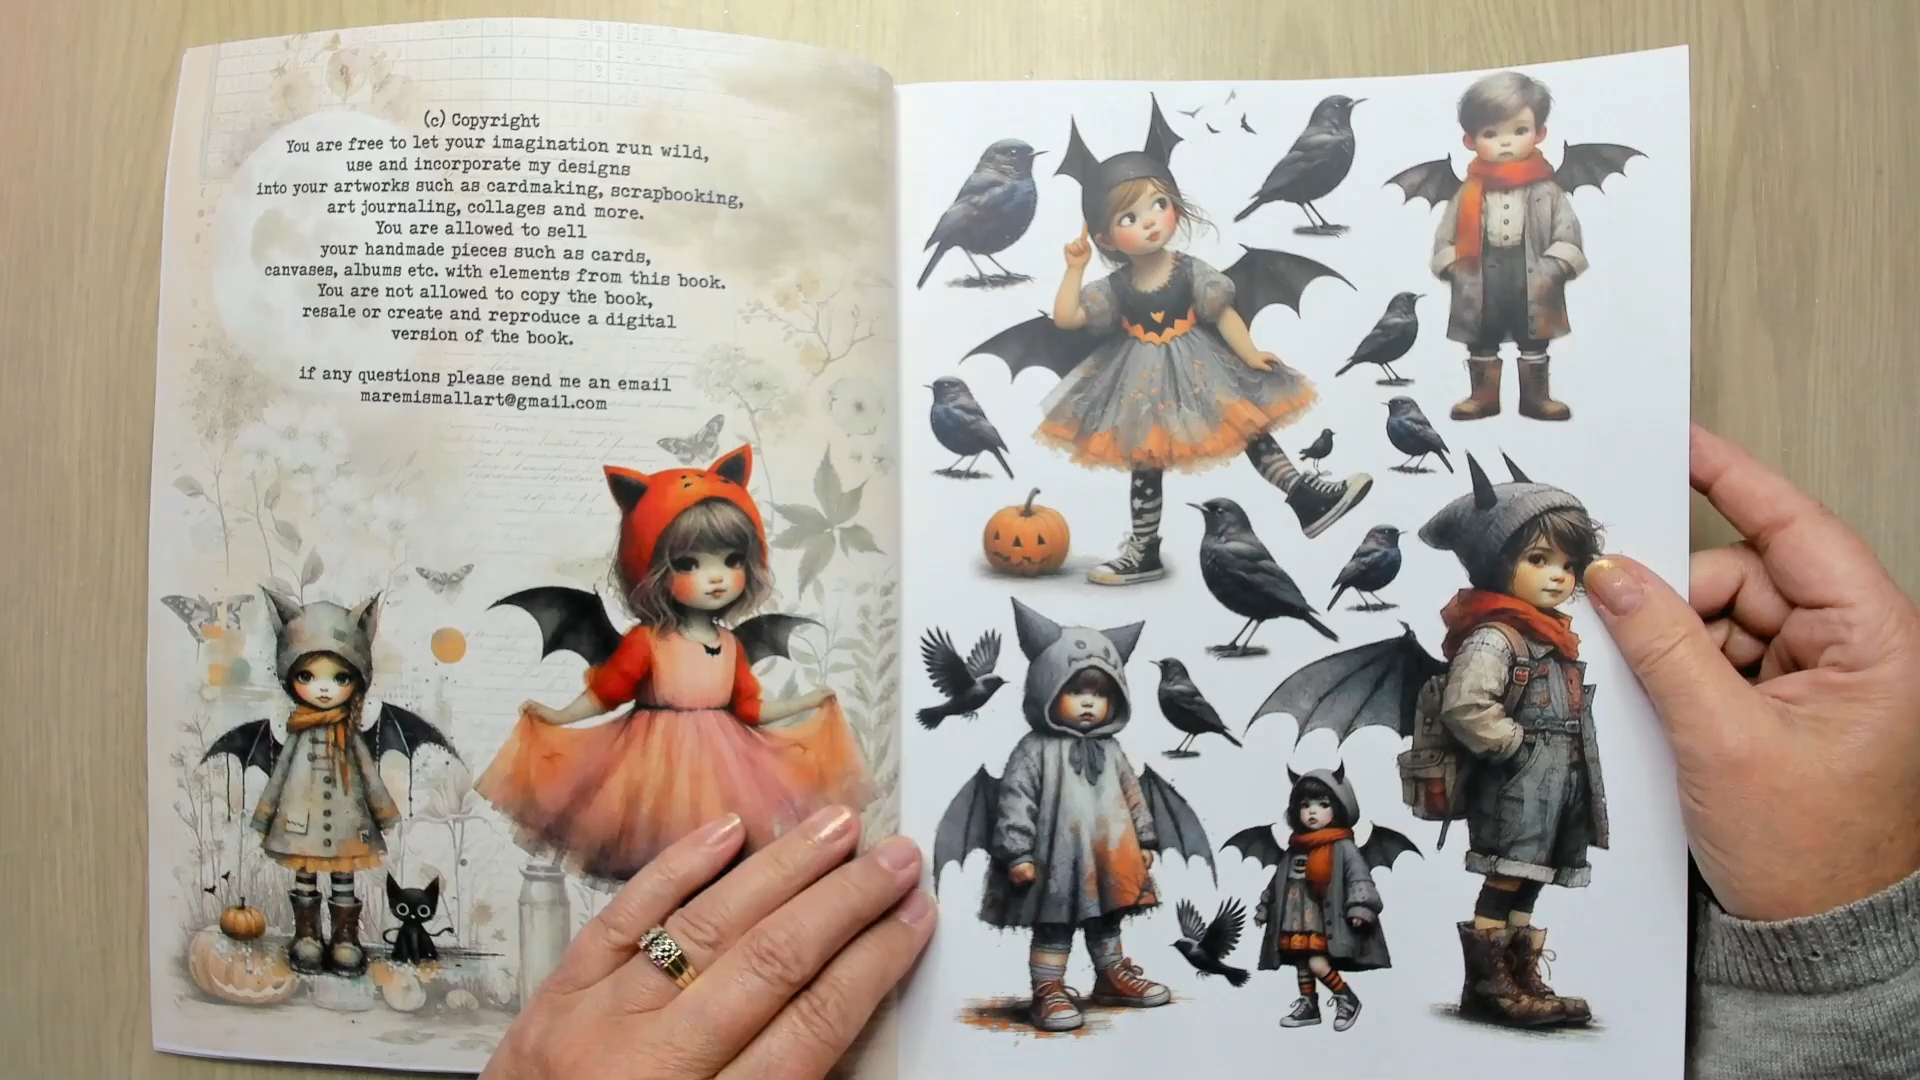 (c) Copyright
You are free to let your imagination run wild,
use and incorporate my designs
into your artworks such as cardmaking, scrapbooking,
art journaling, collages and more.
You are allowed to sell
your handmade pieces such as cards,
canvases, albums etc. with elements from this book.
You are not allowed to copy the book,
resale or create and reproduce a digital
version of the book.
if any questions please send me an email
maremismallart@gmail.com